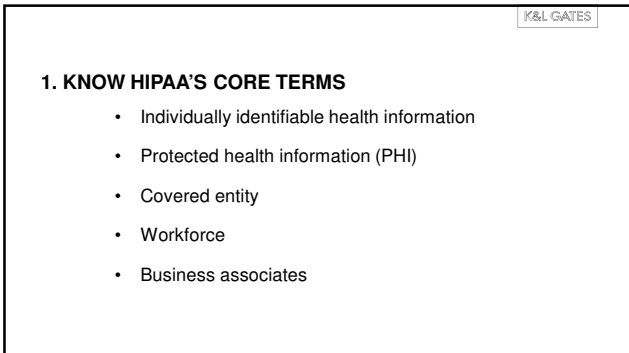 K&L GATES
1. KNOW HIPAA'S CORE TERMS
• Individually identifiable health information
• Protected health information (PHI)
• Covered entity
• Workforce
• Business associates